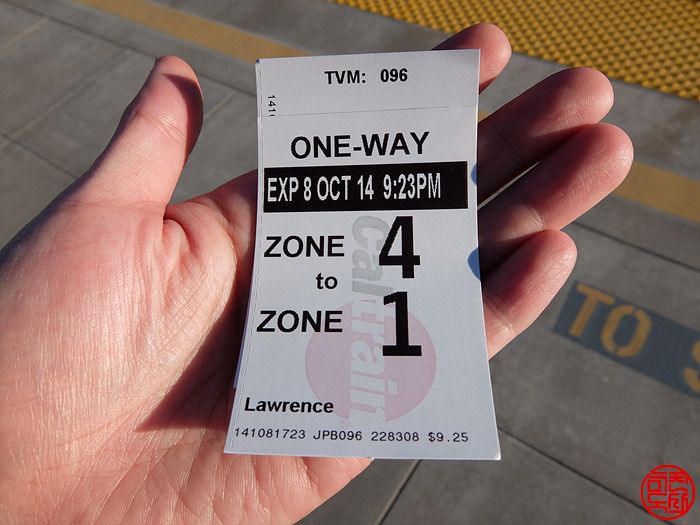 TVM: 096
1410
ONE-WAY
EXP 8 OCT 14 9:23PM
ZONE 4
to
ZONE 1
caltrain
Lawrence
141081723 JPB096 228308 $9.25
TO S